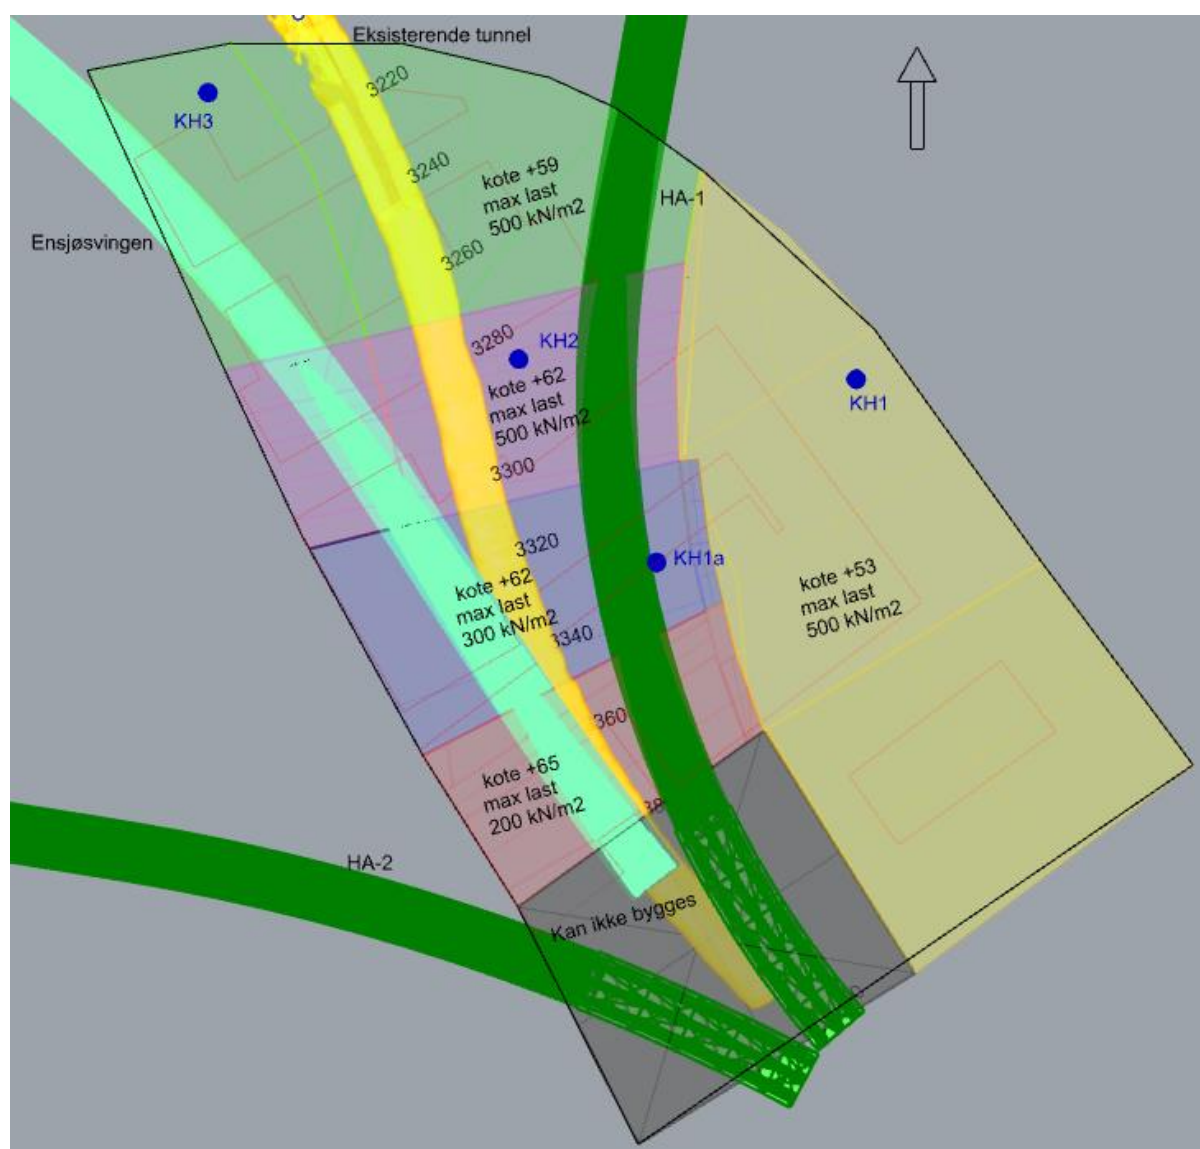 Eksisterende tunnel
3220
KH3
3240
kote +59
max last
500 kN/m2
HA-1
Ensjøsvingen
3260
3280
KH2
kote +62
max last
500 kN/m2
KH1
3300
3320
KH1a
kote +62
max last
300 kN/m2
kote +53
max last
500 kN/m2
3340
360
kote +65
max last
200 kN/m2
38
HA-2
Kan ikke bygges